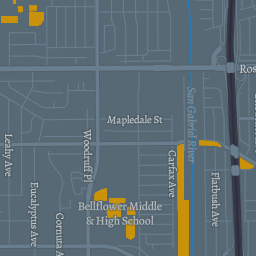 Ros
Mapledale St
San Gabriel River
Leahy Ave
Woodruff Pl
Carfax Ave
Flatbush Ave
Eucalyptus Ave
Cornuta A
Bellflower Middle
& High School